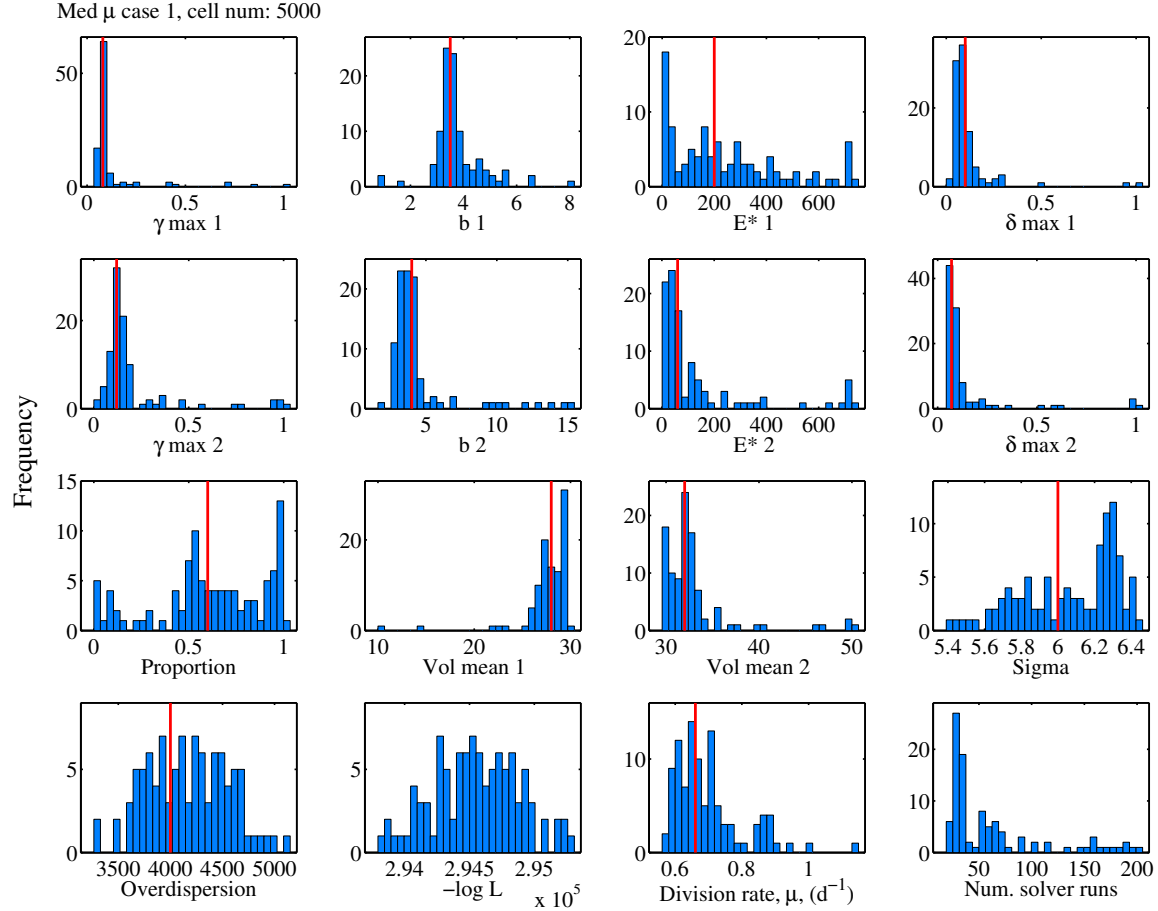 Med μ case 1, cell num: 5000
Frequency
50
0
0 0.5 1
γ max 1
20
10
0
2 4 6 8
b 1
20
10
0
0 200 400 600
E* 1
20
0
0 0.5 1
δ max 1
20
0
0 0.5 1
γ max 2
20
10
0
5 10 15
b 2
20
10
0
0 200 400 600
E* 2
40
20
0
0 0.5 1
δ max 2
15
10
5
0
0 0.5 1
Proportion
20
0
10 20 30
Vol mean 1
20
10
0
30 40 50
Vol mean 2
10
5
0
5.4 5.6 5.8 6 6.2 6.4
Sigma
5
0
3500 4000 4500 5000
Overdispersion
5
0
2.94 2.945 2.95
−log L
x 10⁵
10
0
0.6 0.8 1
Division rate, μ, (d⁻¹)
20
10
0
50 100 150 200
Num. solver runs